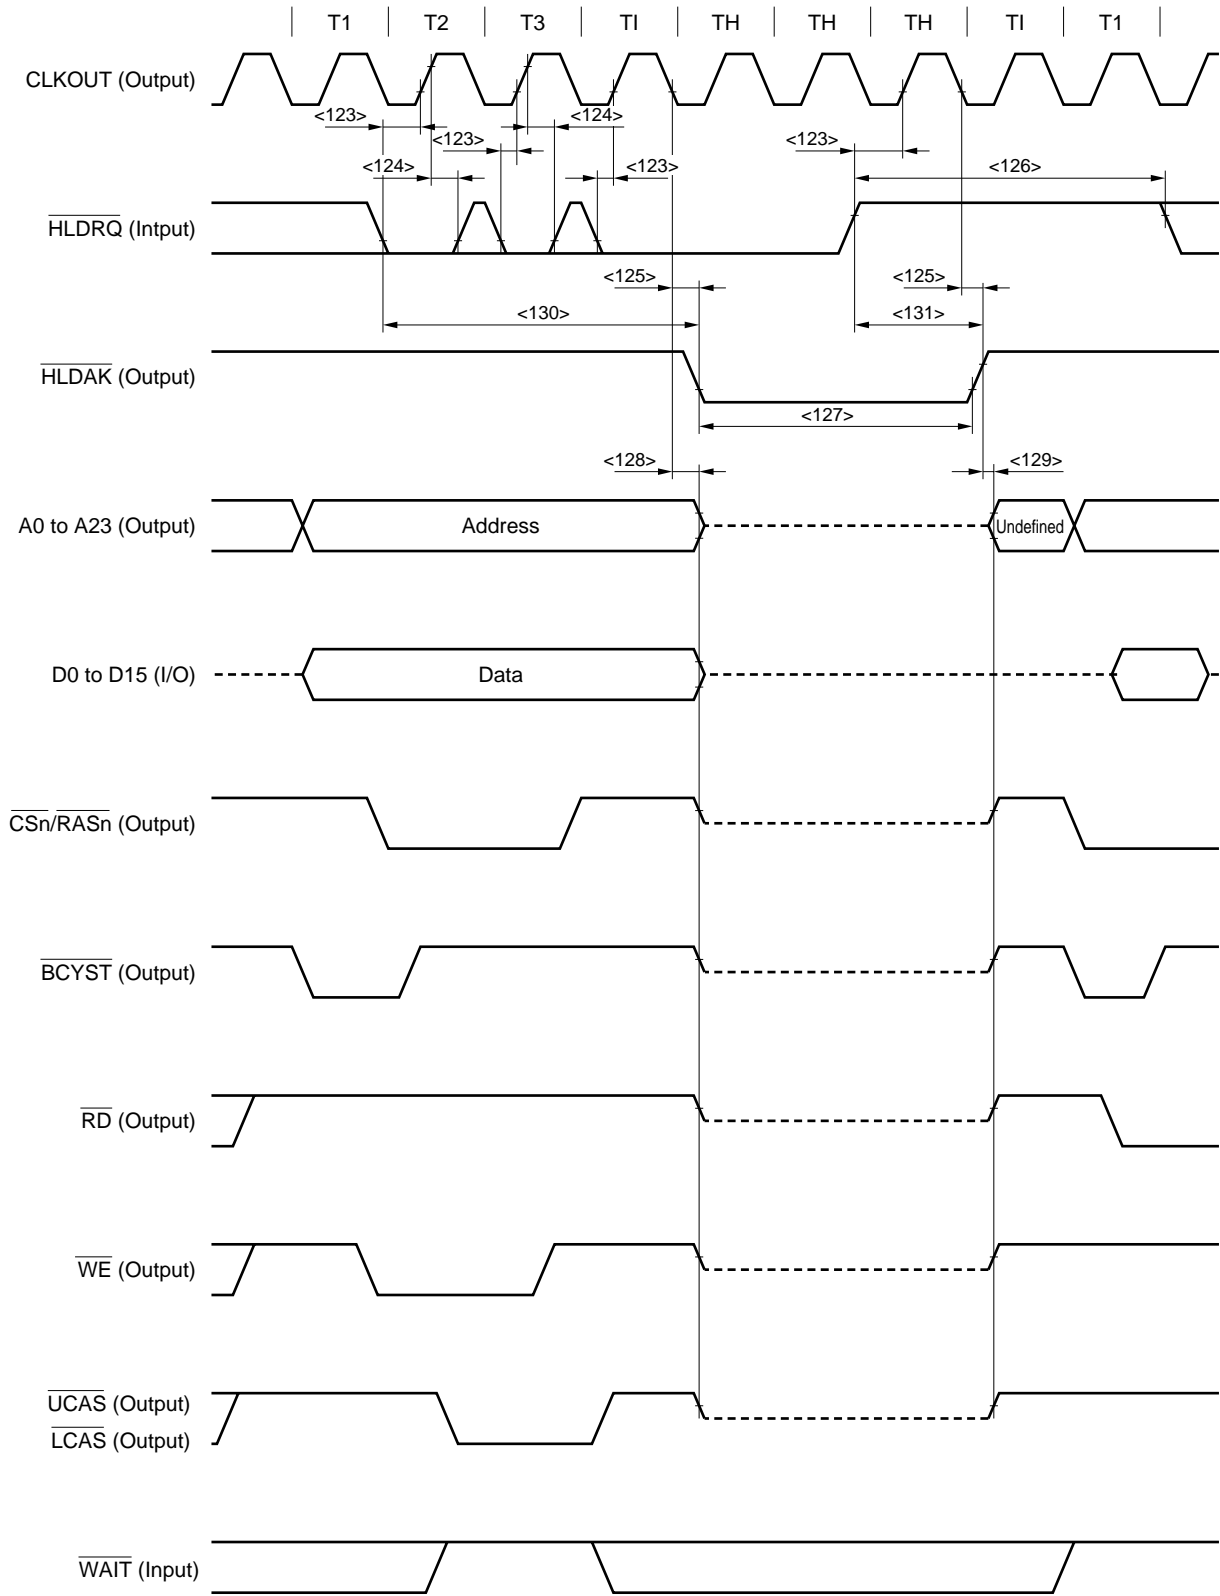 T1 T2 T3 TI TH TH TH TI T1
CLKOUT (Output)
<123> <124> <123> <123>
<124> <123> <126>
HLDRQ (Intput)
<125> <125>
<130> <131>
HLDAK (Output)
<127>
<128> <129>
A0 to A23 (Output) Address Undefined
D0 to D15 (I/O) Data
CSn/RASn (Output)
BCYST (Output)
RD (Output)
WE (Output)
UCAS (Output)
LCAS (Output)
WAIT (Input)